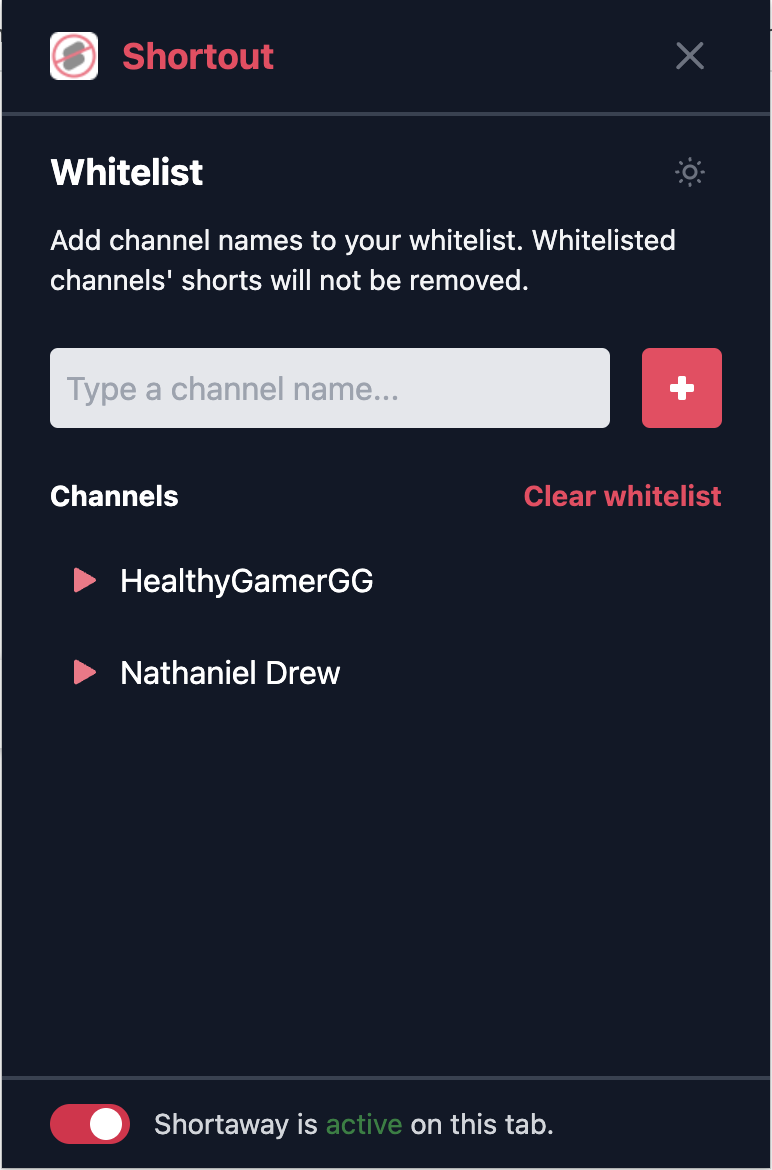 Shortout
Whitelist
Add channel names to your whitelist. Whitelisted
channels' shorts will not be removed.
Type a channel name...
Channels
Clear whitelist
HealthyGamerGG
Nathaniel Drew
Shortaway is active on this tab.